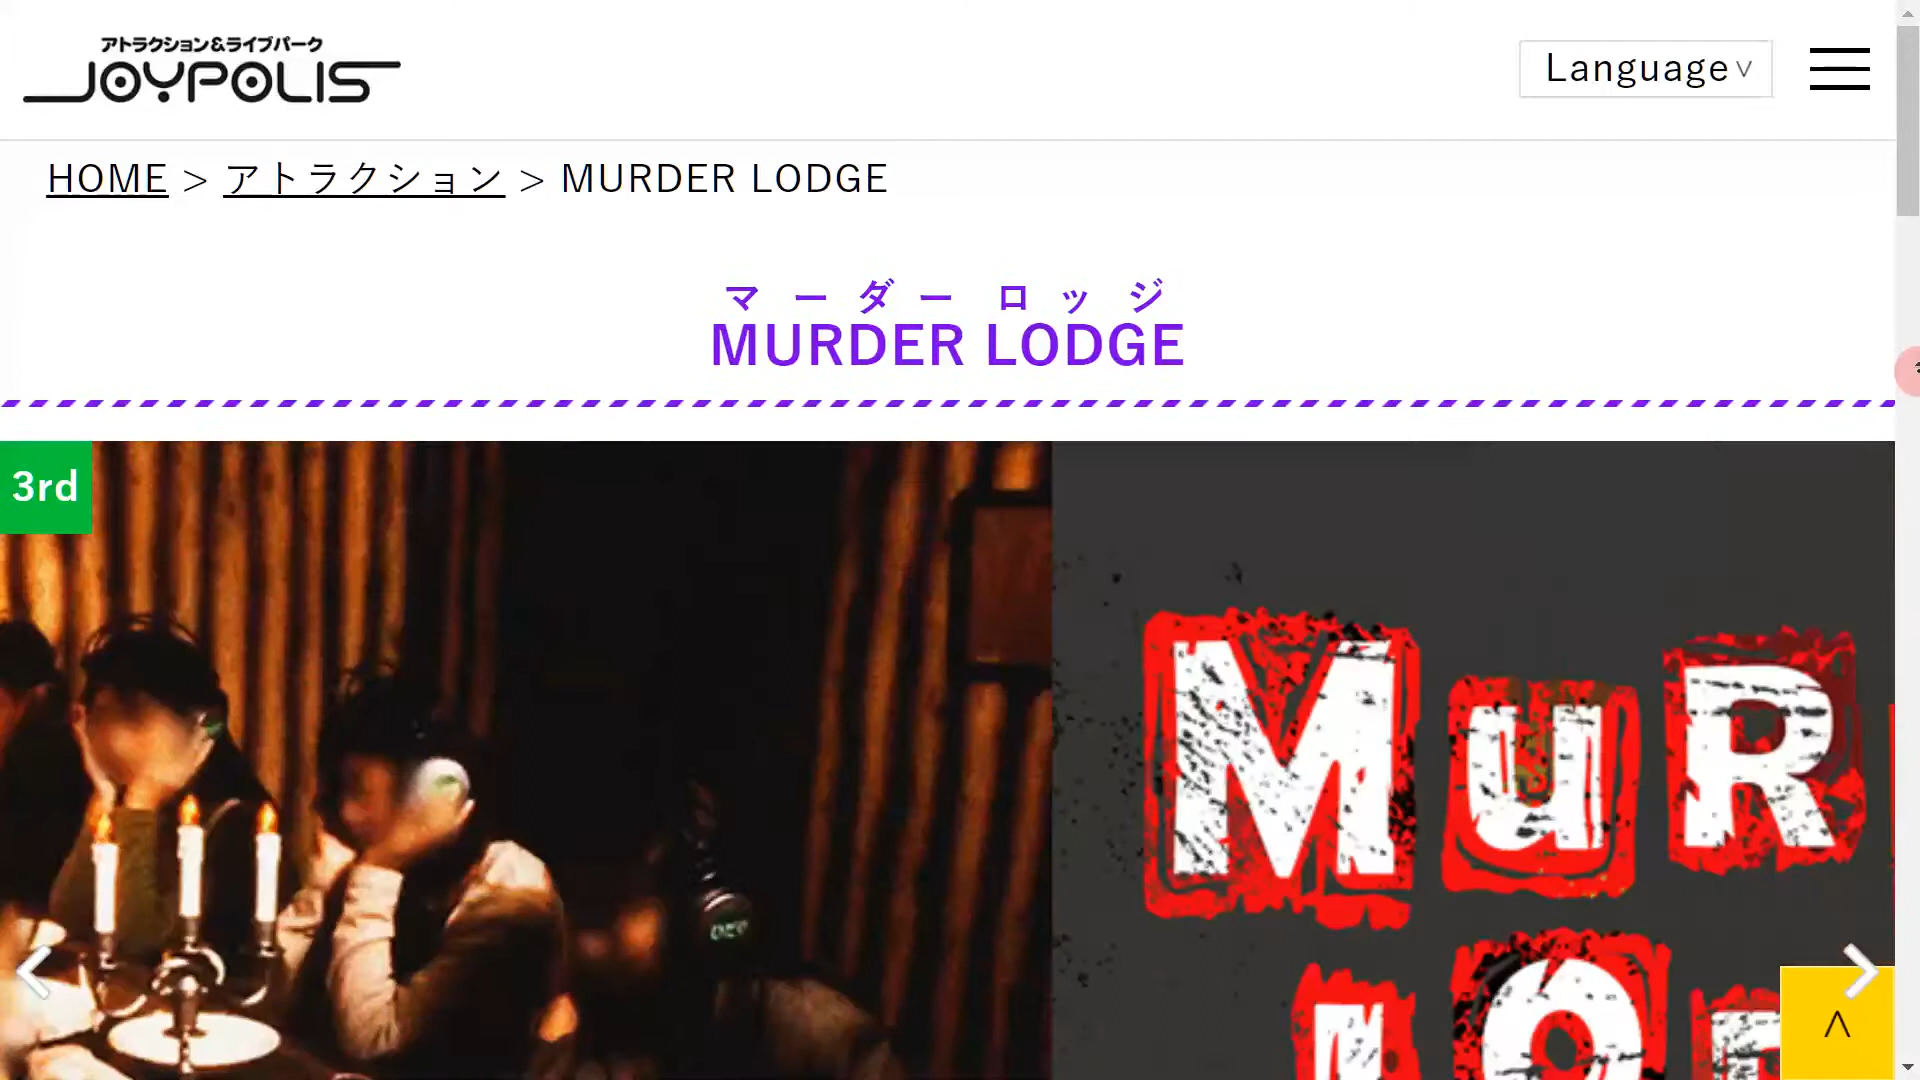 アトラクション&ライブパーク
JOYPOLIS
Language
HOME > アトラクション > MURDER LODGE
マーダー ロッジ
MURDER LODGE
3rd
MuR